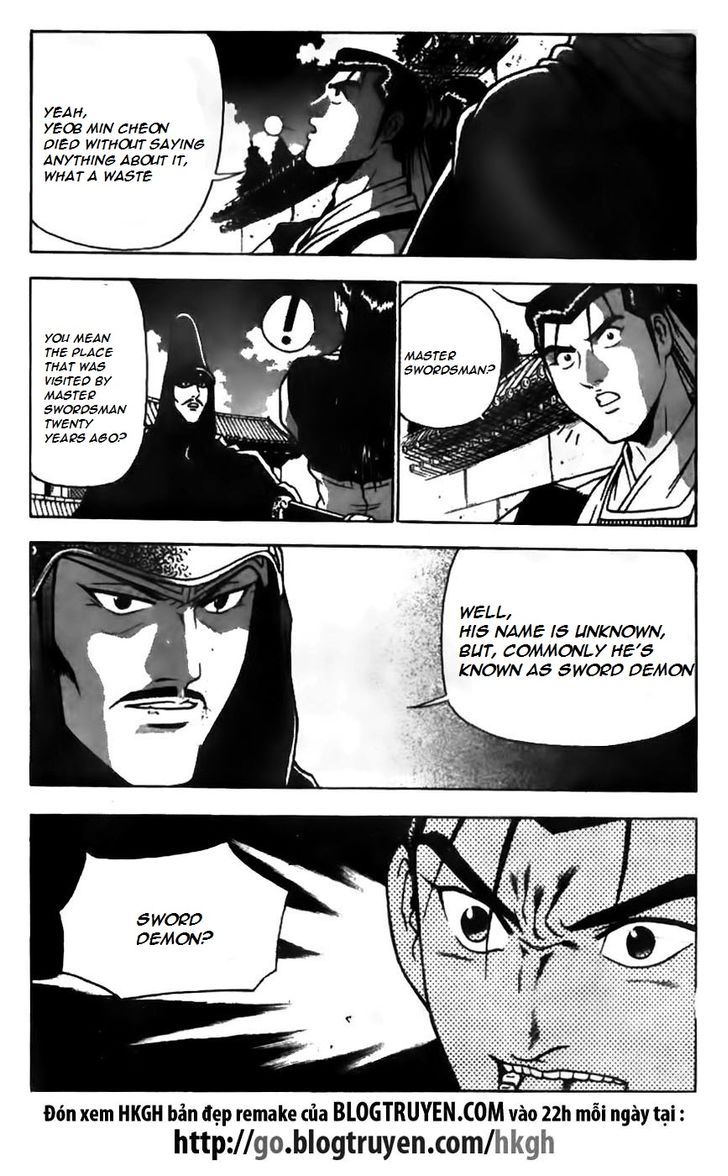 YEAH,
YEOB MIN CHEON
DIED WITHOUT SAYING
ANYTHING ABOUT IT,
WHAT A WASTE
YOU MEAN
THE PLACE
THAT WAS
VISITED BY
MASTER
SWORDSMAN
TWENTY
YEARS AGO?
!
MASTER
SWORDSMAN?
WELL,
HIS NAME IS UNKNOWN,
BUT, COMMONLY HE'S
KNOWN AS SWORD DEMON
SWORD
DEMON?
Đón xem HKGH bản đẹp remake của BLOGTRUYEN.COM vào 22h mỗi ngày tại :
http://go.blogtruyen.com/hkgh